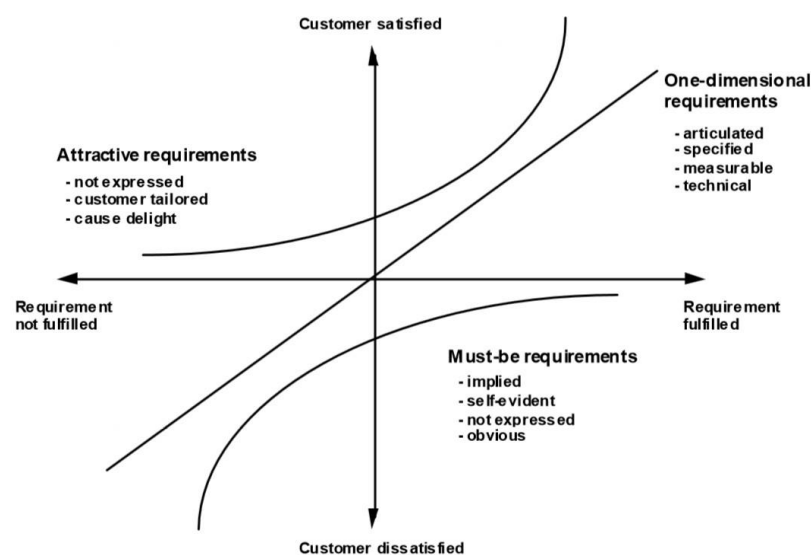 Customer satisfied
One-dimensional
requirements
- articulated
- specified
- measurable
- technical
Attractive requirements
- not expressed
- customer tailored
- cause delight
Requirement
not fulfilled
Requirement
fulfilled
Must-be requirements
- implied
- self-evident
- not expressed
- obvious
Customer dissatisfied